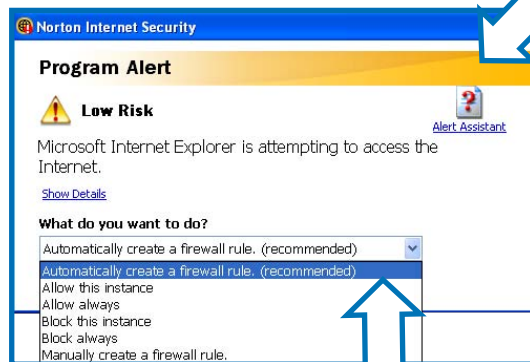 Norton Internet Security
Program Alert
Low Risk
Alert Assistant
Microsoft Internet Explorer is attempting to access the
Internet.
Show Details
What do you want to do?
Automatically create a firewall rule. (recommended)
Automatically create a firewall rule. (recommended)
Allow this instance
Allow always
Block this instance
Block always
Manually create a firewall rule.